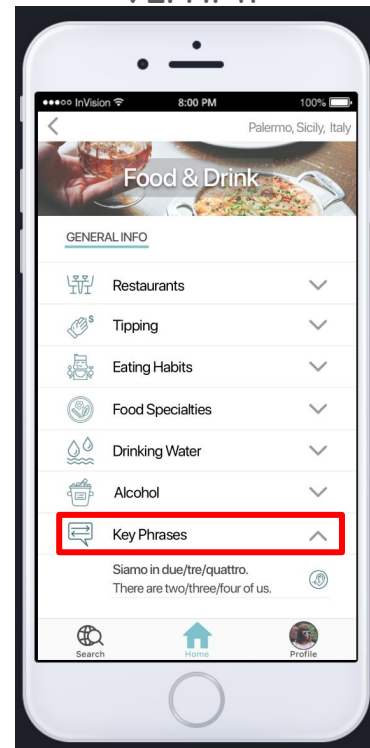 InVision 8:00 PM 100%
Palermo, Sicily, Italy
Food & Drink
GENERAL INFO
Restaurants
$
Tipping
Eating Habits
Food Specialties
Drinking Water
Alcohol
Key Phrases
Siamo in due/tre/quattro.
There are two/three/four of us.
Search Home Profile